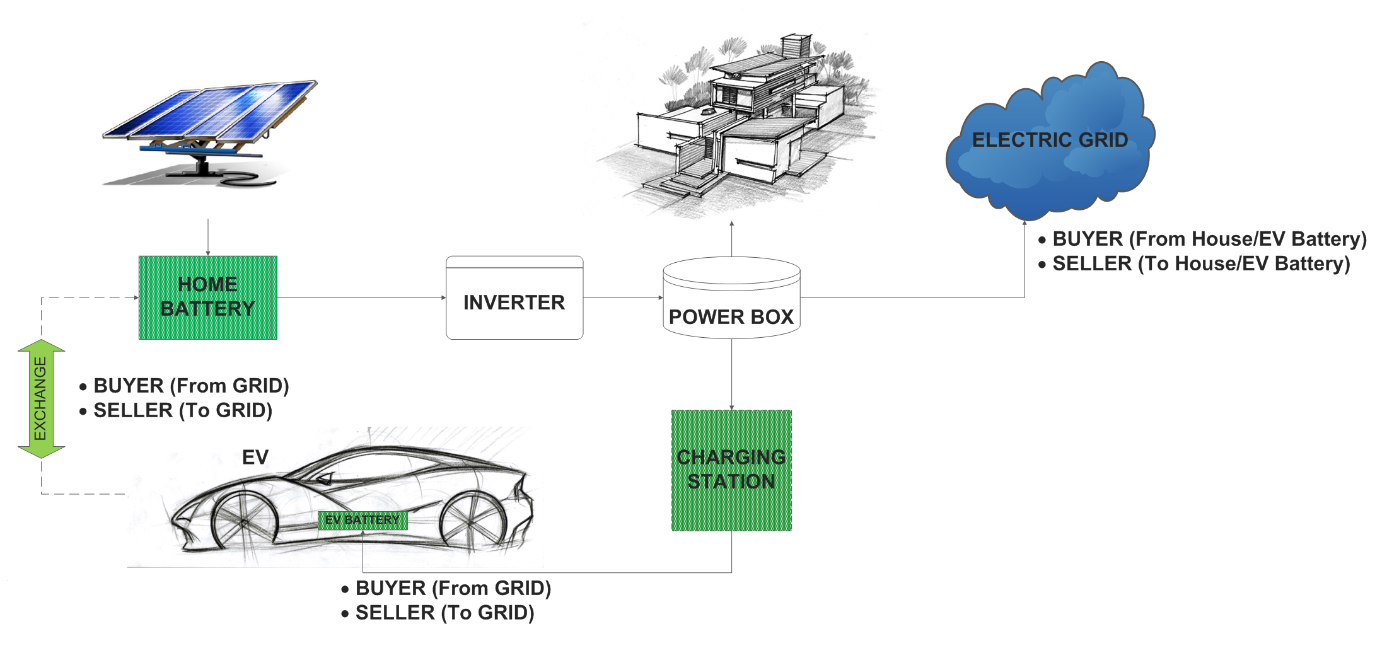 ELECTRIC GRID
• BUYER (From House/EV Battery)
• SELLER (To House/EV Battery)
HOME
BATTERY
INVERTER
POWER BOX
EXCHANGE
• BUYER (From GRID)
• SELLER (To GRID)
EV
EV BATTERY
CHARGING
STATION
• BUYER (From GRID)
• SELLER (To GRID)